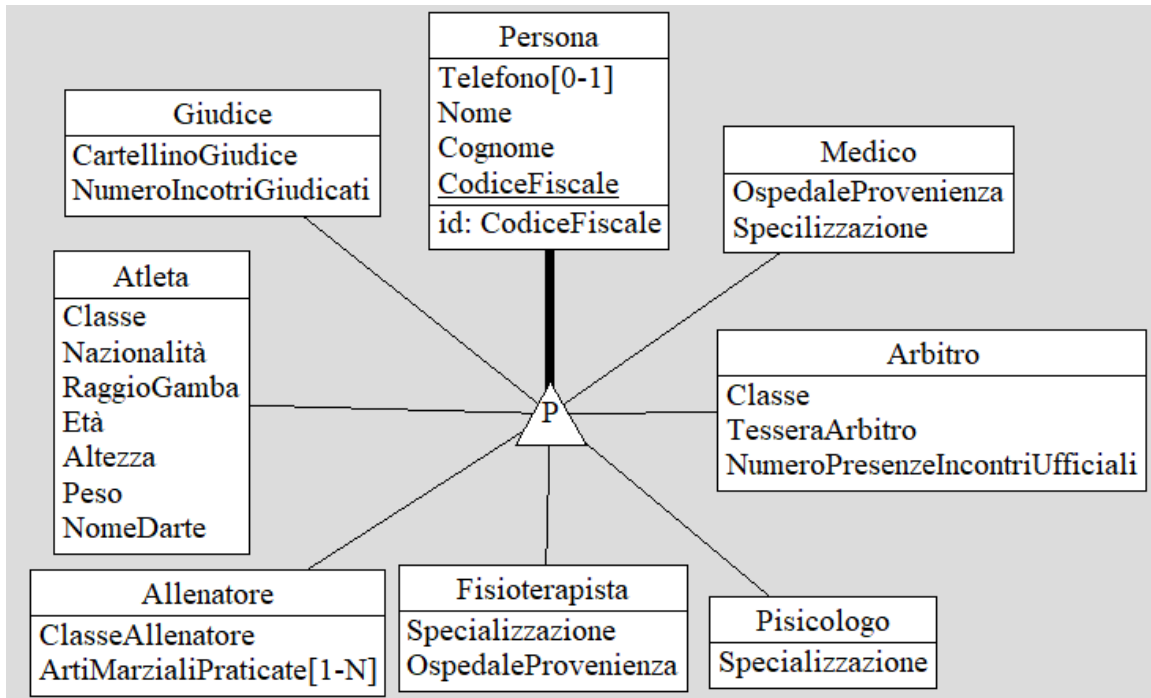 Persona
Telefono[0-1]
Nome
Cognome
CodiceFiscale
id: CodiceFiscale
Giudice
CartellinoGiudice
NumeroIncotriGiudicati
Medico
OspedaleProvenienza
Specilizzazione
Atleta
Classe
Nazionalità
RaggioGamba
Età
Altezza
Peso
NomeDarte
P
Arbitro
Classe
TesseraArbitro
NumeroPresenzeIncontriUfficiali
Allenatore
ClasseAllenatore
ArtiMarzialiPraticate[1-N]
Fisioterapista
Specializzazione
OspedaleProvenienza
Pisicologo
Specializzazione